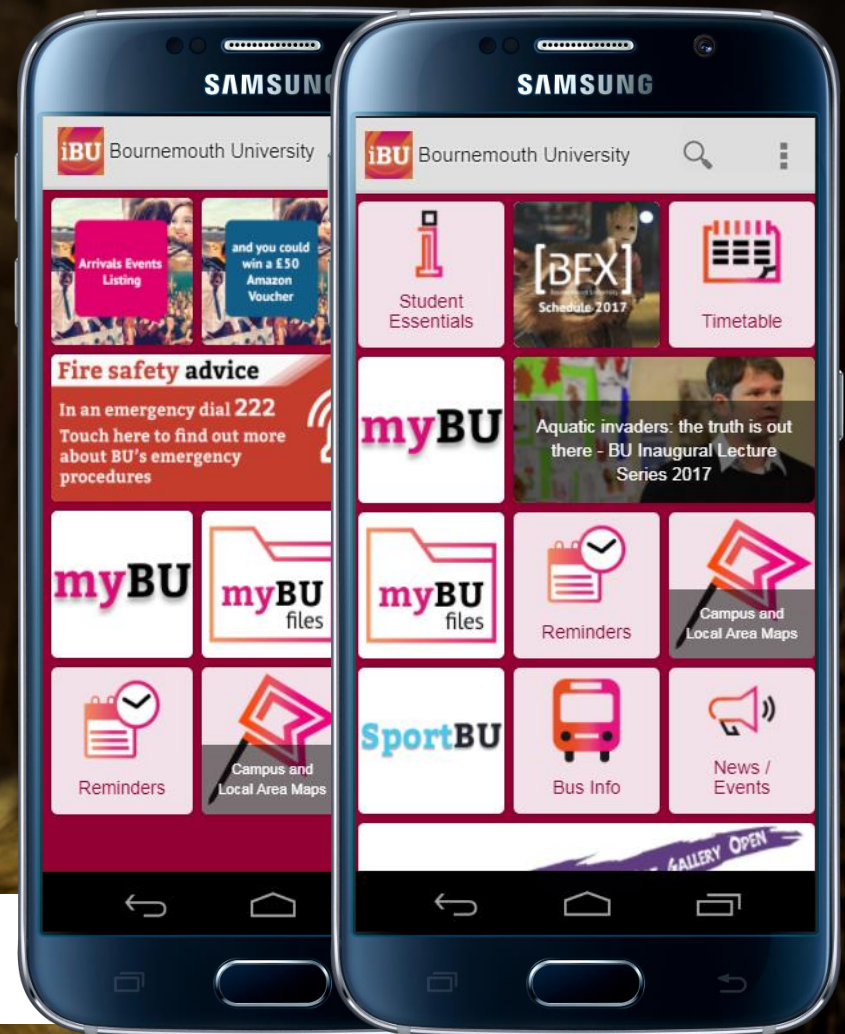 SAMSUNG
iBU Bournemouth University
Arrivals Events
Listing
and you could
win a £50
Amazon
Voucher
Fire safety advice
In an emergency dial 222
Touch here to find out more
about BU's emergency
procedures
myBU
myBU
files
Reminders
Campus and
Local Area Maps
SAMSUNG
iBU Bournemouth University
Student
Essentials
[BFX]
Schedule 2017
Timetable
myBU
Aquatic invaders: the truth is out
there - BU Inaugural Lecture
Series 2017
myBU
files
Reminders
Campus and
Local Area Maps
SportBU
Bus Info
News /
Events
GALLERY OPEN